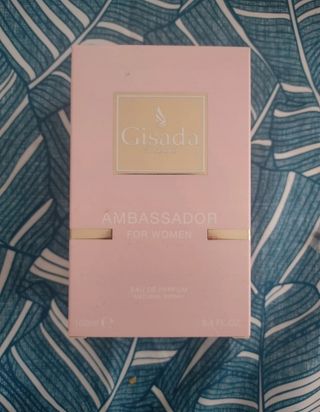 Gisada
AMBASSADOR
FOR WOMEN
EAU DE PARFUM
NATURAL SPRAY
100ml ℮
3.4 FL.OZ.